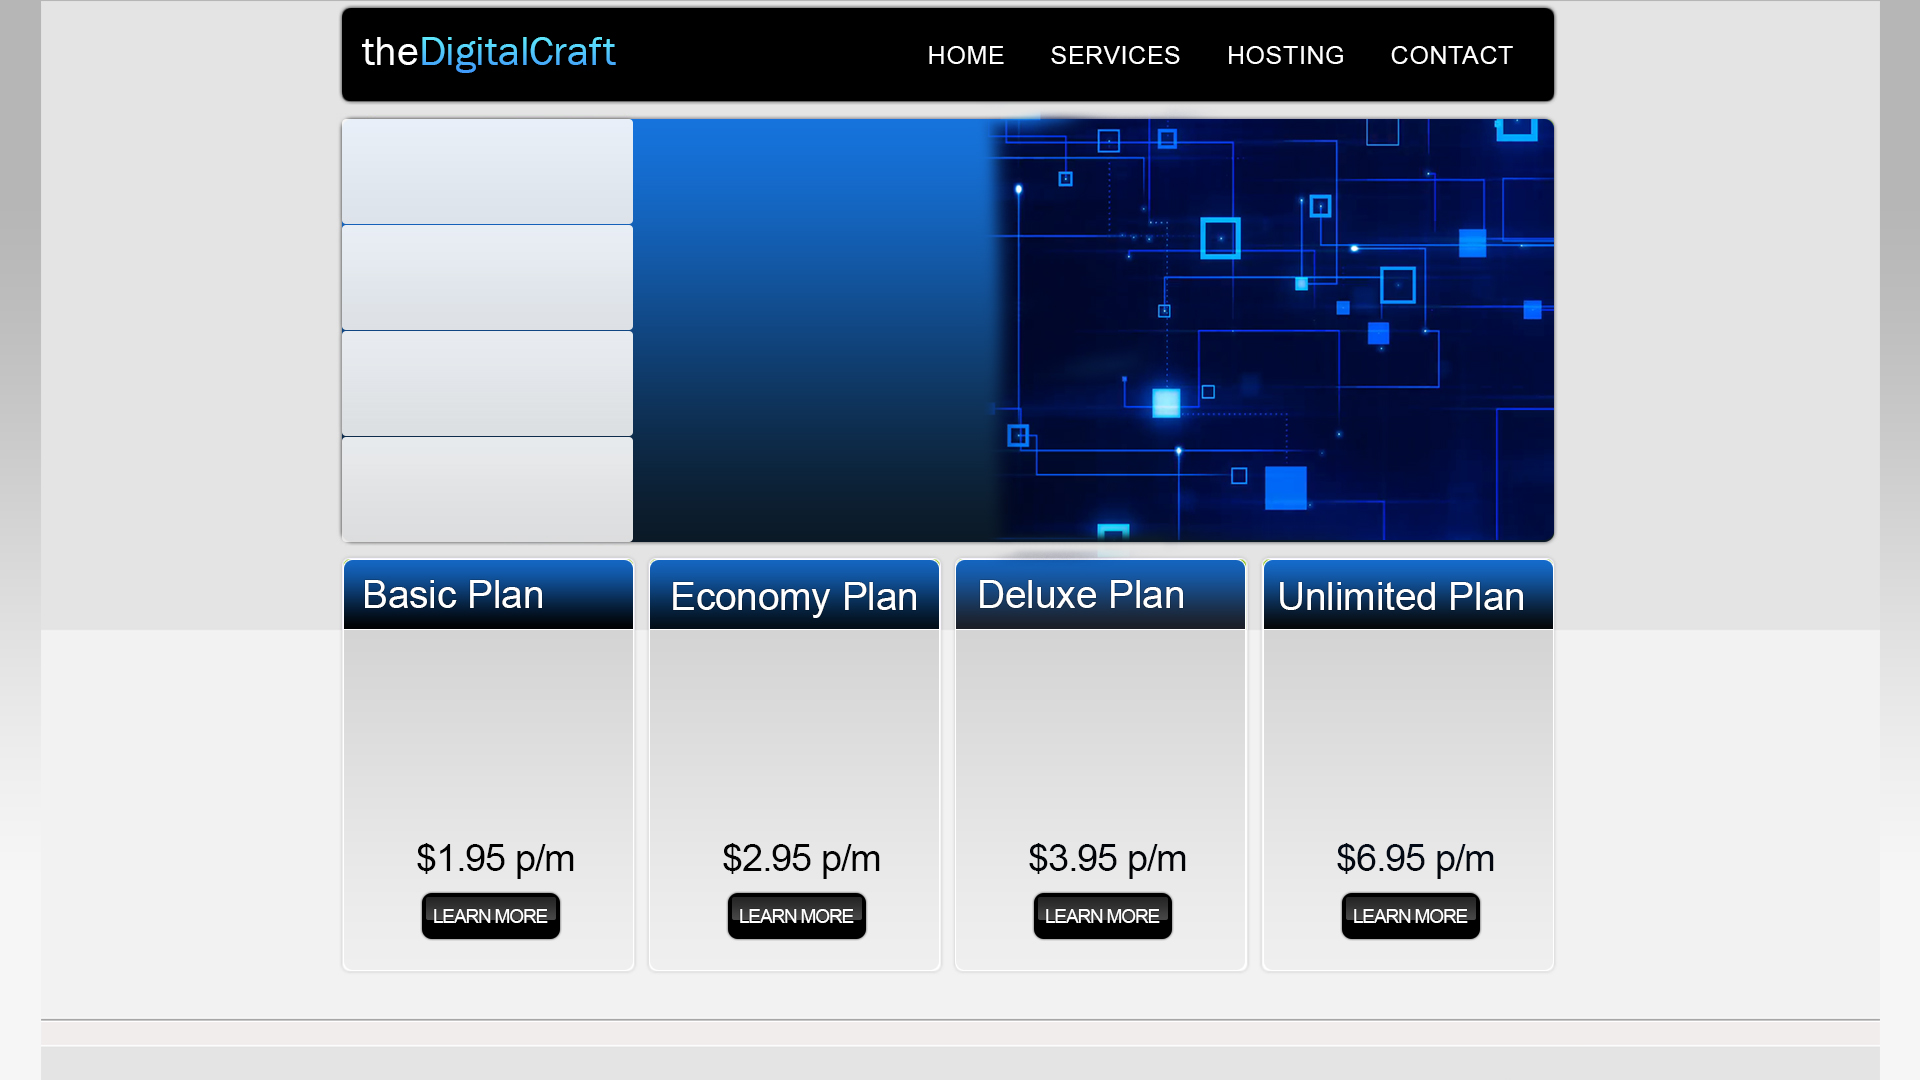 theDigitalCraft
HOME SERVICES HOSTING CONTACT
Basic Plan
Economy Plan
Deluxe Plan
Unlimited Plan
$1.95 p/m
$2.95 p/m
$3.95 p/m
$6.95 p/m
LEARN MORE
LEARN MORE
LEARN MORE
LEARN MORE